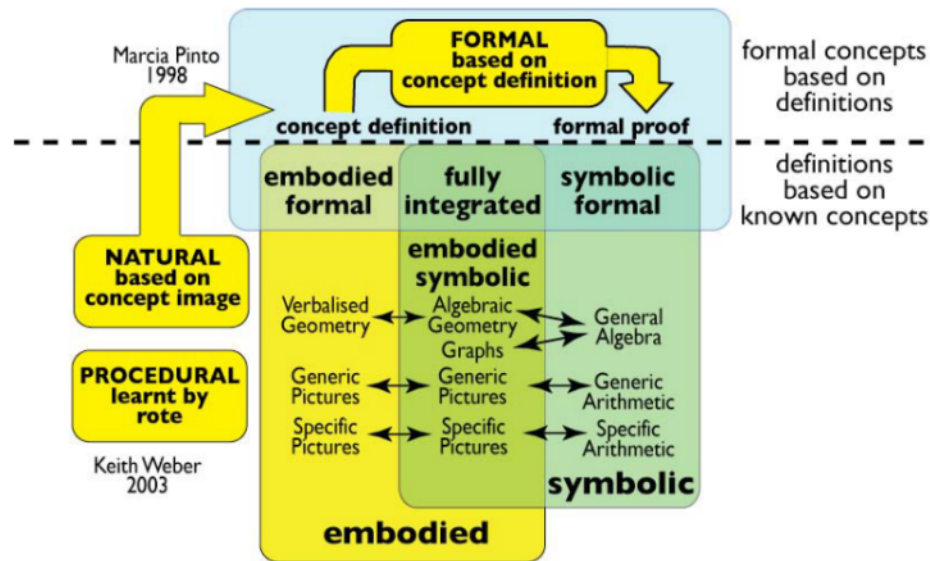 Marcia Pinto
1998
FORMAL
based on
concept definition
formal concepts
based on
definitions
concept definition
formal proof
definitions
based on
known concepts
embodied
formal
fully
integrated
symbolic
formal
NATURAL
based on
concept image
embodied
symbolic
Verbalised
Geometry
Algebraic
Geometry
Graphs
General
Algebra
PROCEDURAL
learnt by
rote
Generic
Pictures
Generic
Pictures
Generic
Arithmetic
Specific
Pictures
Specific
Pictures
Specific
Arithmetic
Keith Weber
2003
symbolic
embodied